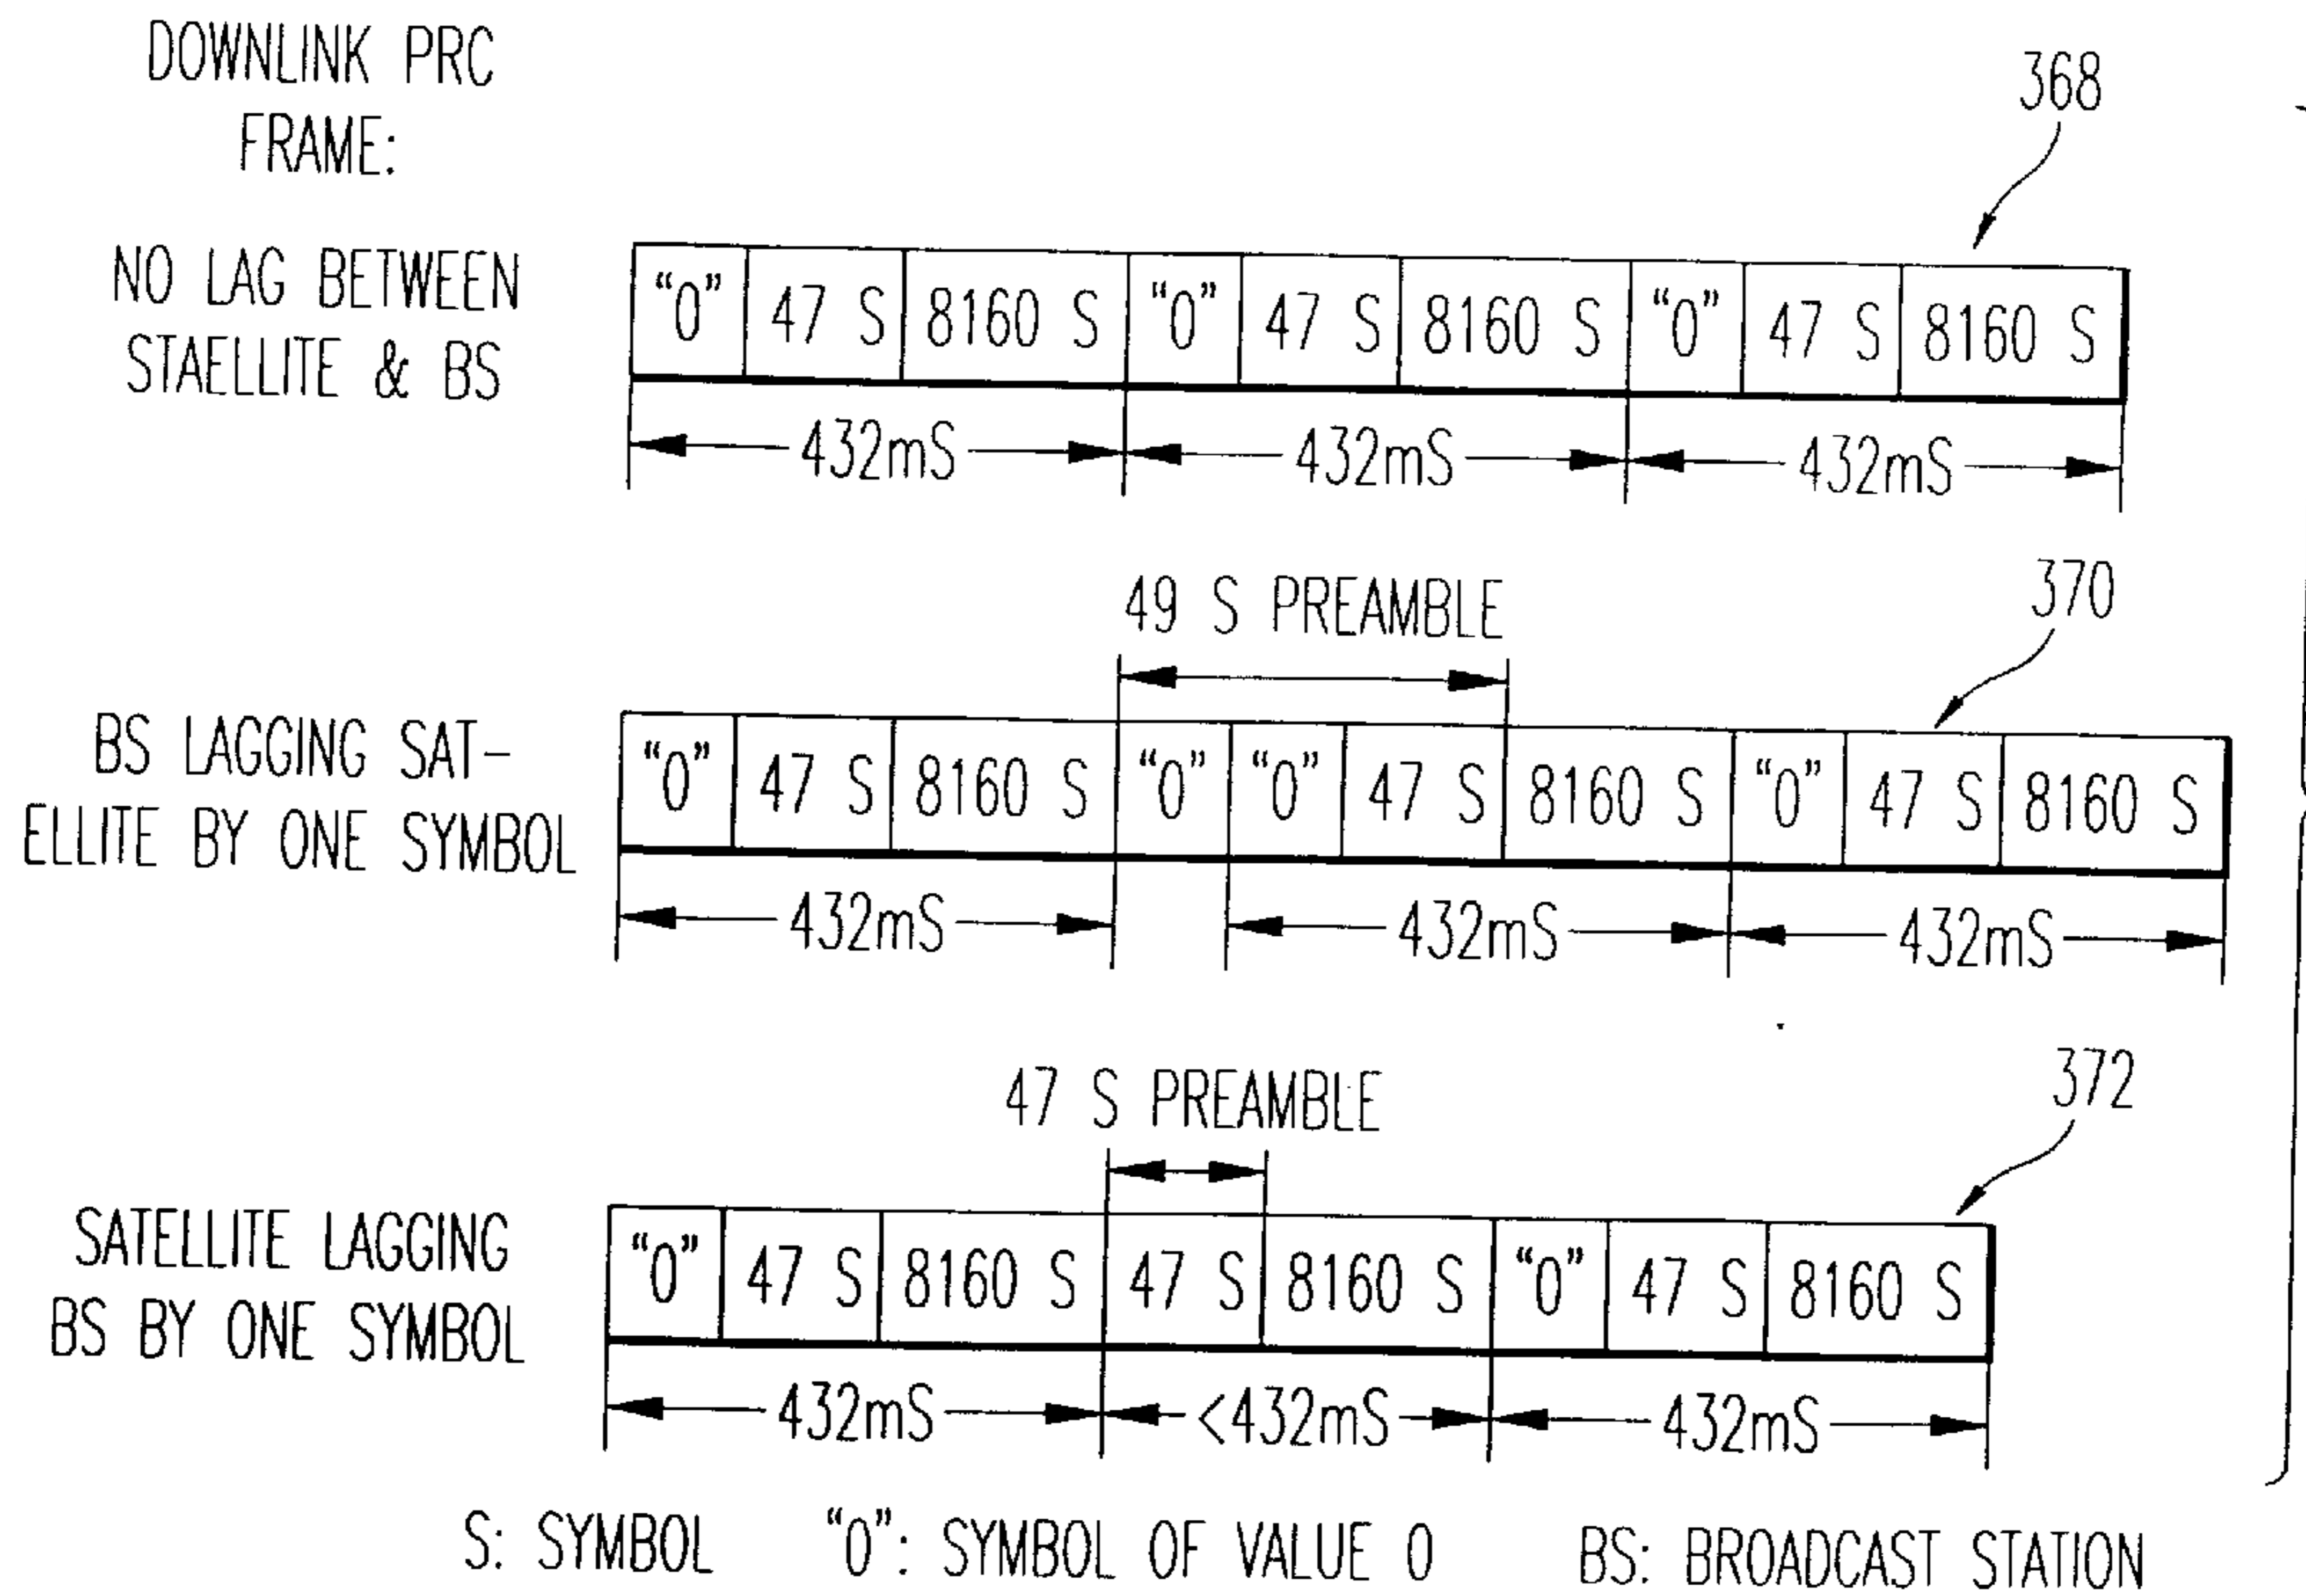 DOWNLINK PRC
FRAME:
368
NO LAG BETWEEN
STAELLITE & BS
“0” 47 S 8160 S “0” 47 S 8160 S “0” 47 S 8160 S
432mS 432mS 432mS
49 S PREAMBLE
370
BS LAGGING SAT-
ELLITE BY ONE SYMBOL
“0” 47 S 8160 S “0” “0” 47 S 8160 S “0” 47 S 8160 S
432mS 432mS 432mS
47 S PREAMBLE
372
SATELLITE LAGGING
BS BY ONE SYMBOL
“0” 47 S 8160 S 47 S 8160 S “0” 47 S 8160 S
432mS <432mS 432mS
S: SYMBOL “0”: SYMBOL OF VALUE 0 BS: BROADCAST STATION